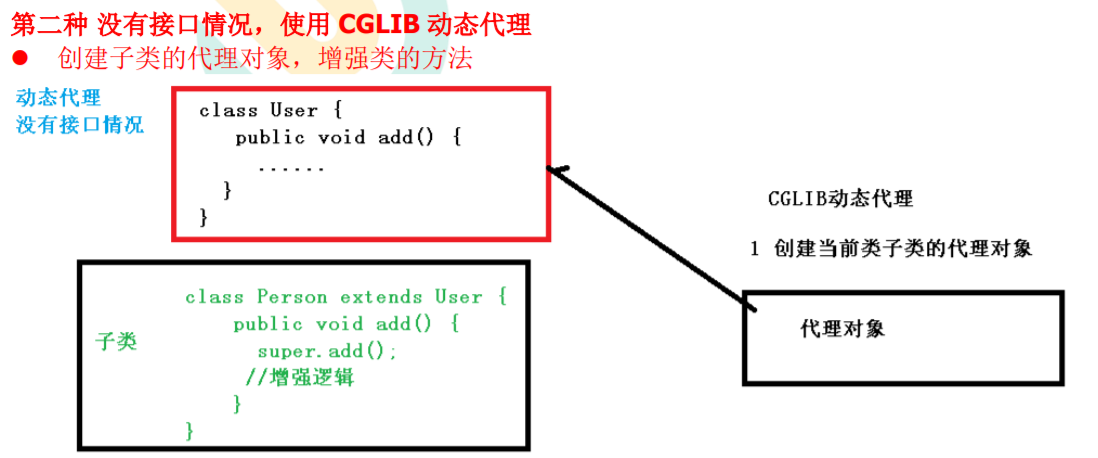 第二种 没有接口情况，使用 CGLIB 动态代理
● 创建子类的代理对象，增强类的方法
动态代理
没有接口情况
class User {
public void add() {
......
}
}
CGLIB动态代理
1 创建当前类子类的代理对象
代理对象
子类
class Person extends User {
public void add() {
super.add();
//增强逻辑
}
}